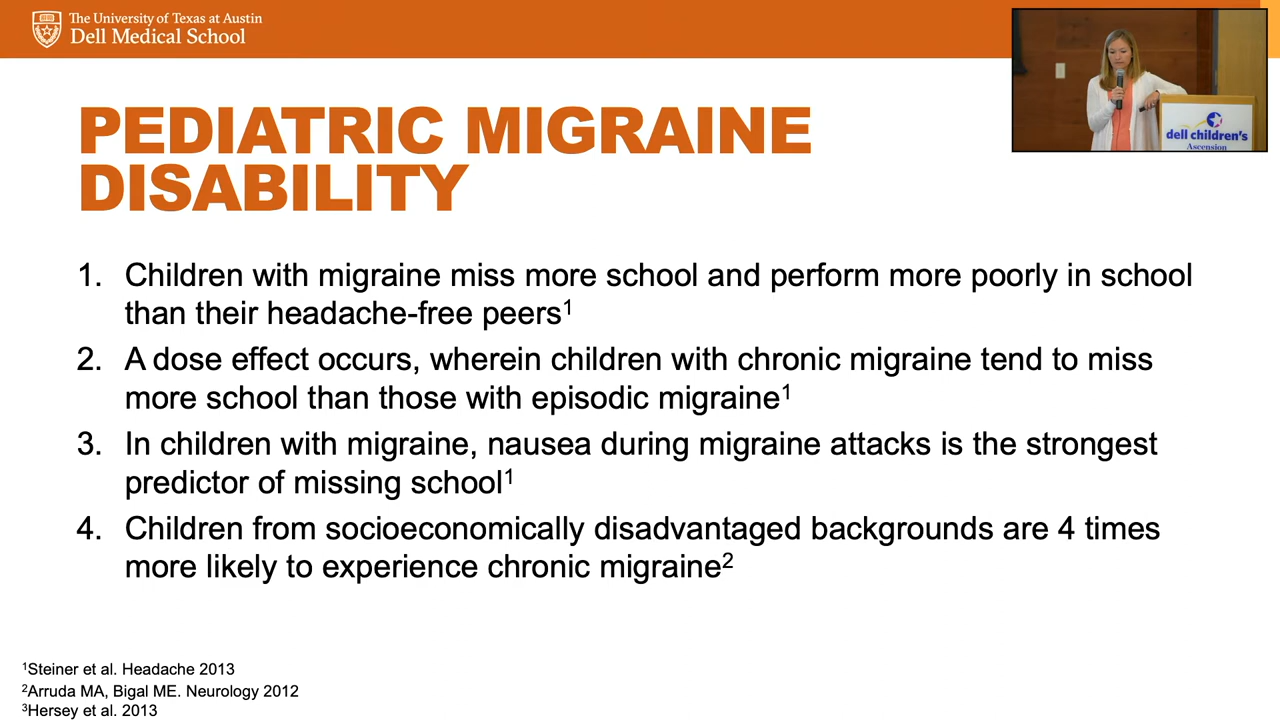 The University of Texas at Austin
Dell Medical School
dell children's
Ascension
PEDIATRIC MIGRAINE
DISABILITY
1. Children with migraine miss more school and perform more poorly in school
than their headache-free peers¹
2. A dose effect occurs, wherein children with chronic migraine tend to miss
more school than those with episodic migraine¹
3. In children with migraine, nausea during migraine attacks is the strongest
predictor of missing school¹
4. Children from socioeconomically disadvantaged backgrounds are 4 times
more likely to experience chronic migraine²
¹Steiner et al. Headache 2013
²Arruda MA, Bigal ME. Neurology 2012
³Hersey et al. 2013